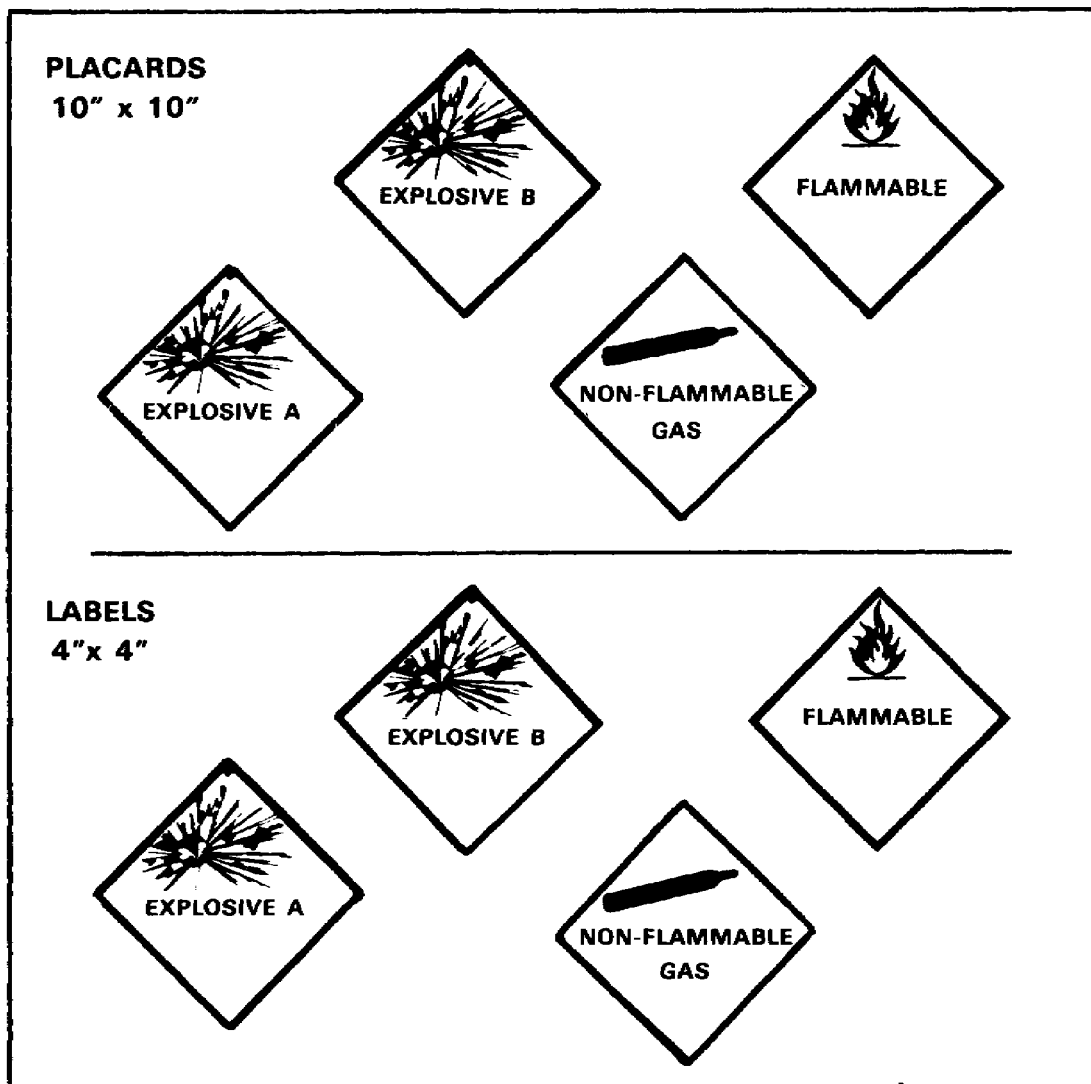 PLACARDS
10" x 10"
EXPLOSIVE B
FLAMMABLE
EXPLOSIVE A
NON-FLAMMABLE
GAS
LABELS
4"x 4"
EXPLOSIVE B
FLAMMABLE
EXPLOSIVE A
NON-FLAMMABLE
GAS